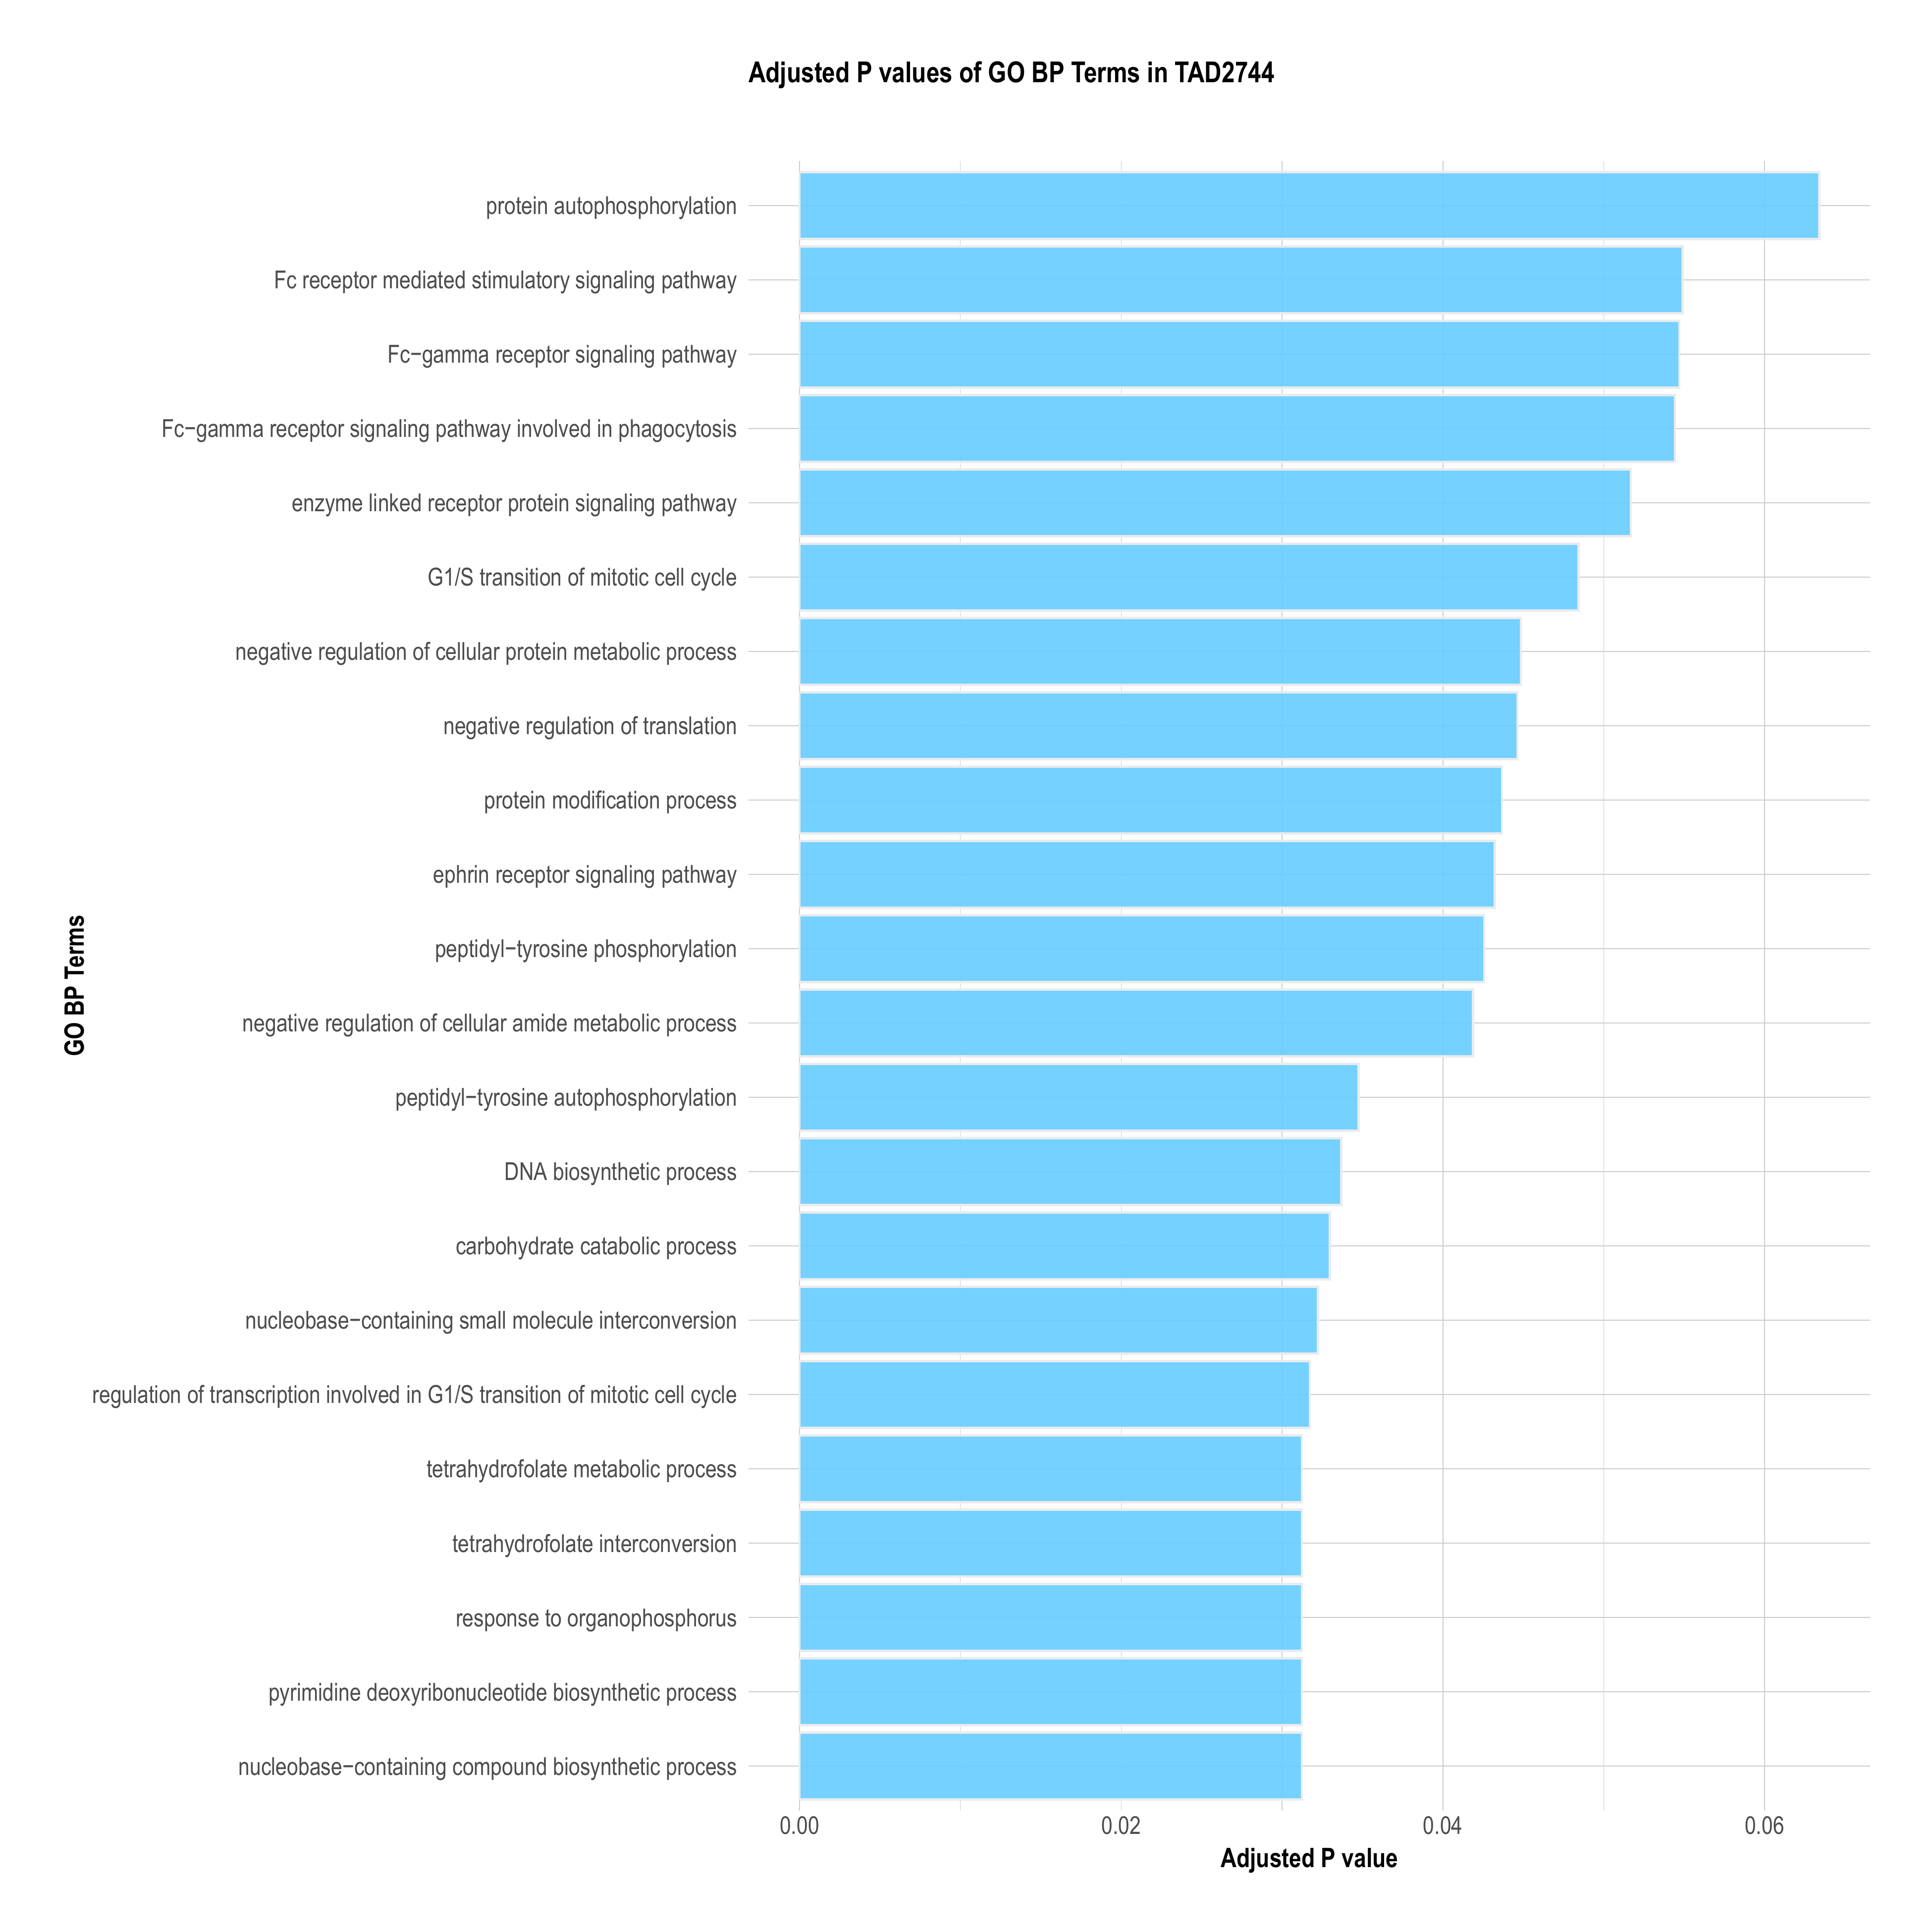 Adjusted P values of GO BP Terms in TAD2744
protein autophosphorylation
Fc receptor mediated stimulatory signaling pathway
Fc−gamma receptor signaling pathway
Fc−gamma receptor signaling pathway involved in phagocytosis
enzyme linked receptor protein signaling pathway
G1/S transition of mitotic cell cycle
negative regulation of cellular protein metabolic process
negative regulation of translation
protein modification process
ephrin receptor signaling pathway
peptidyl−tyrosine phosphorylation
negative regulation of cellular amide metabolic process
peptidyl−tyrosine autophosphorylation
DNA biosynthetic process
carbohydrate catabolic process
nucleobase−containing small molecule interconversion
regulation of transcription involved in G1/S transition of mitotic cell cycle
tetrahydrofolate metabolic process
tetrahydrofolate interconversion
response to organophosphorus
pyrimidine deoxyribonucleotide biosynthetic process
nucleobase−containing compound biosynthetic process
GO BP Terms
0.00 0.02 0.04 0.06
Adjusted P value